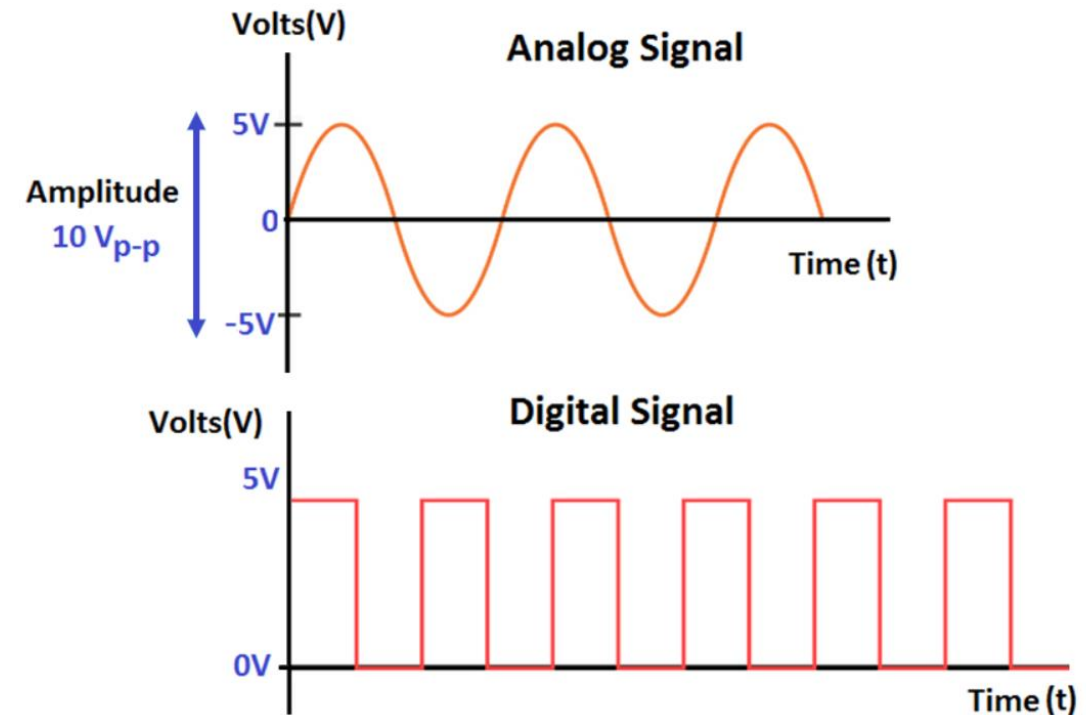 Volts(V)
Analog Signal
5V
Amplitude
10 Vp-p
0
Time (t)
-5V
Digital Signal
Volts(V)
5V
0V
Time (t)